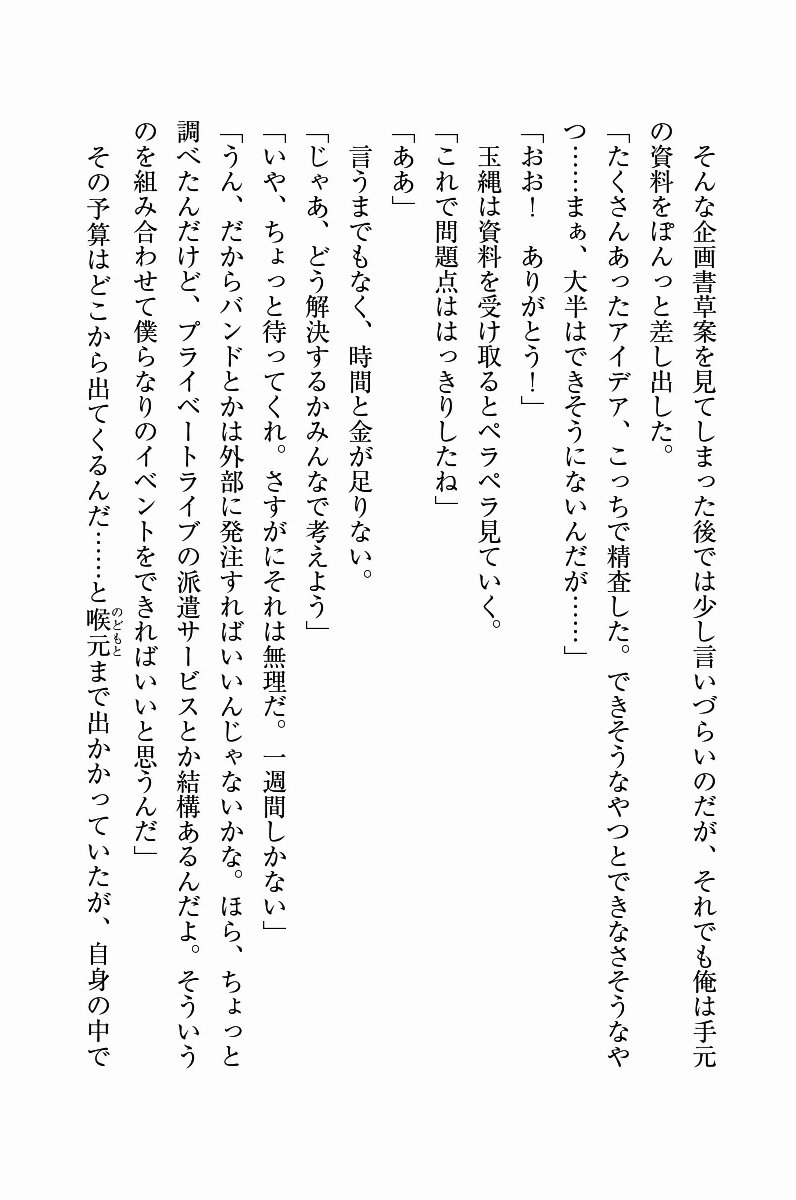 そんな企画書草案を見てしまった後では少し言いづらいのだが、それでも俺は手元
の資料をぽんっと差し出した。
「たくさんあったアイデア、こっちで精査した。できそうなやつとできなさそうなや
つ……まぁ、大半はできそうにないんだが……」
「おお！　ありがとう！」
玉縄は資料を受け取るとペラペラ見ていく。
「これで問題点ははっきりしたね」
「ああ」
言うまでもなく、時間と金が足りない。
「じゃあ、どう解決するかみんなで考えよう」
「いや、ちょっと待ってくれ。さすがにそれは無理だ。一週間しかない」
「うん、だからバンドとかは外部に発注すればいいんじゃないかな。ほら、ちょっと
調べたんだけど、プライベートライブの派遣サービスとか結構あるんだよ。そういう
のを組み合わせて僕らなりのイベントをできればいいと思うんだ」
その予算はどこから出てくるんだ……と喉元のどもとまで出かかっていたが、自身の中で